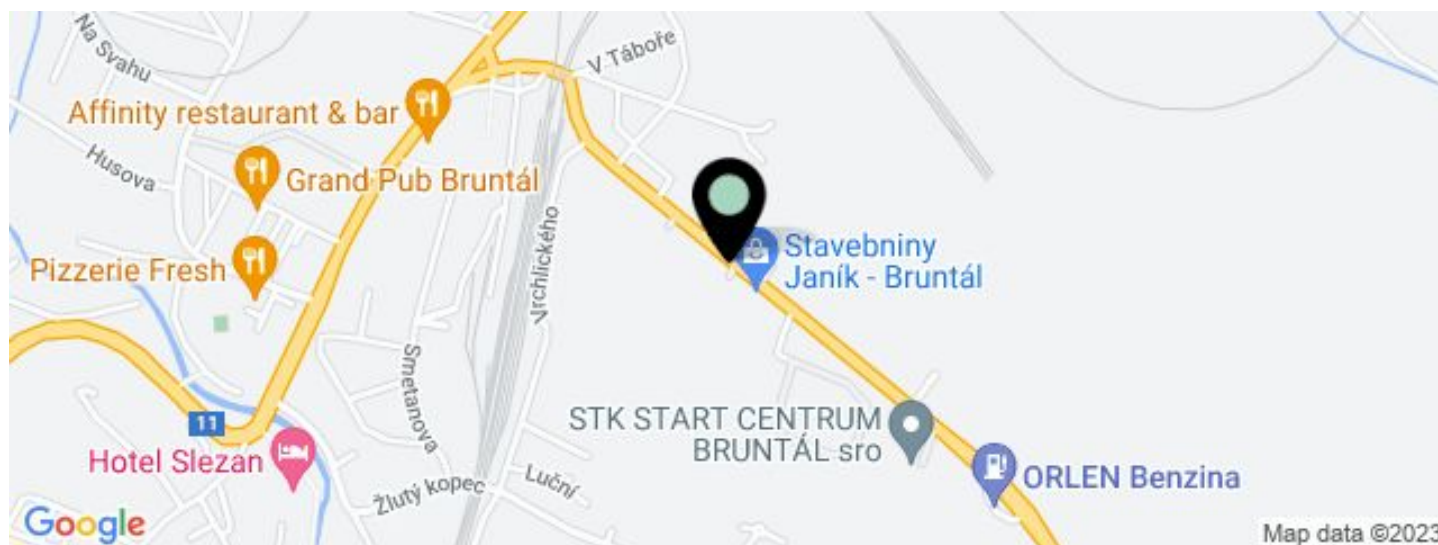 Na Svahu
V Táboře
Affinity restaurant & bar
Husova
Grand Pub Bruntál
Vrchlického
Stavebniny
Janík - Bruntál
Pizzerie Fresh
Smetanova
11
STK START CENTRUM
BRUNTÁL sro
Hotel Slezan
Luční
ORLEN Benzina
Žlutý kopec
Google
Map data ©2023